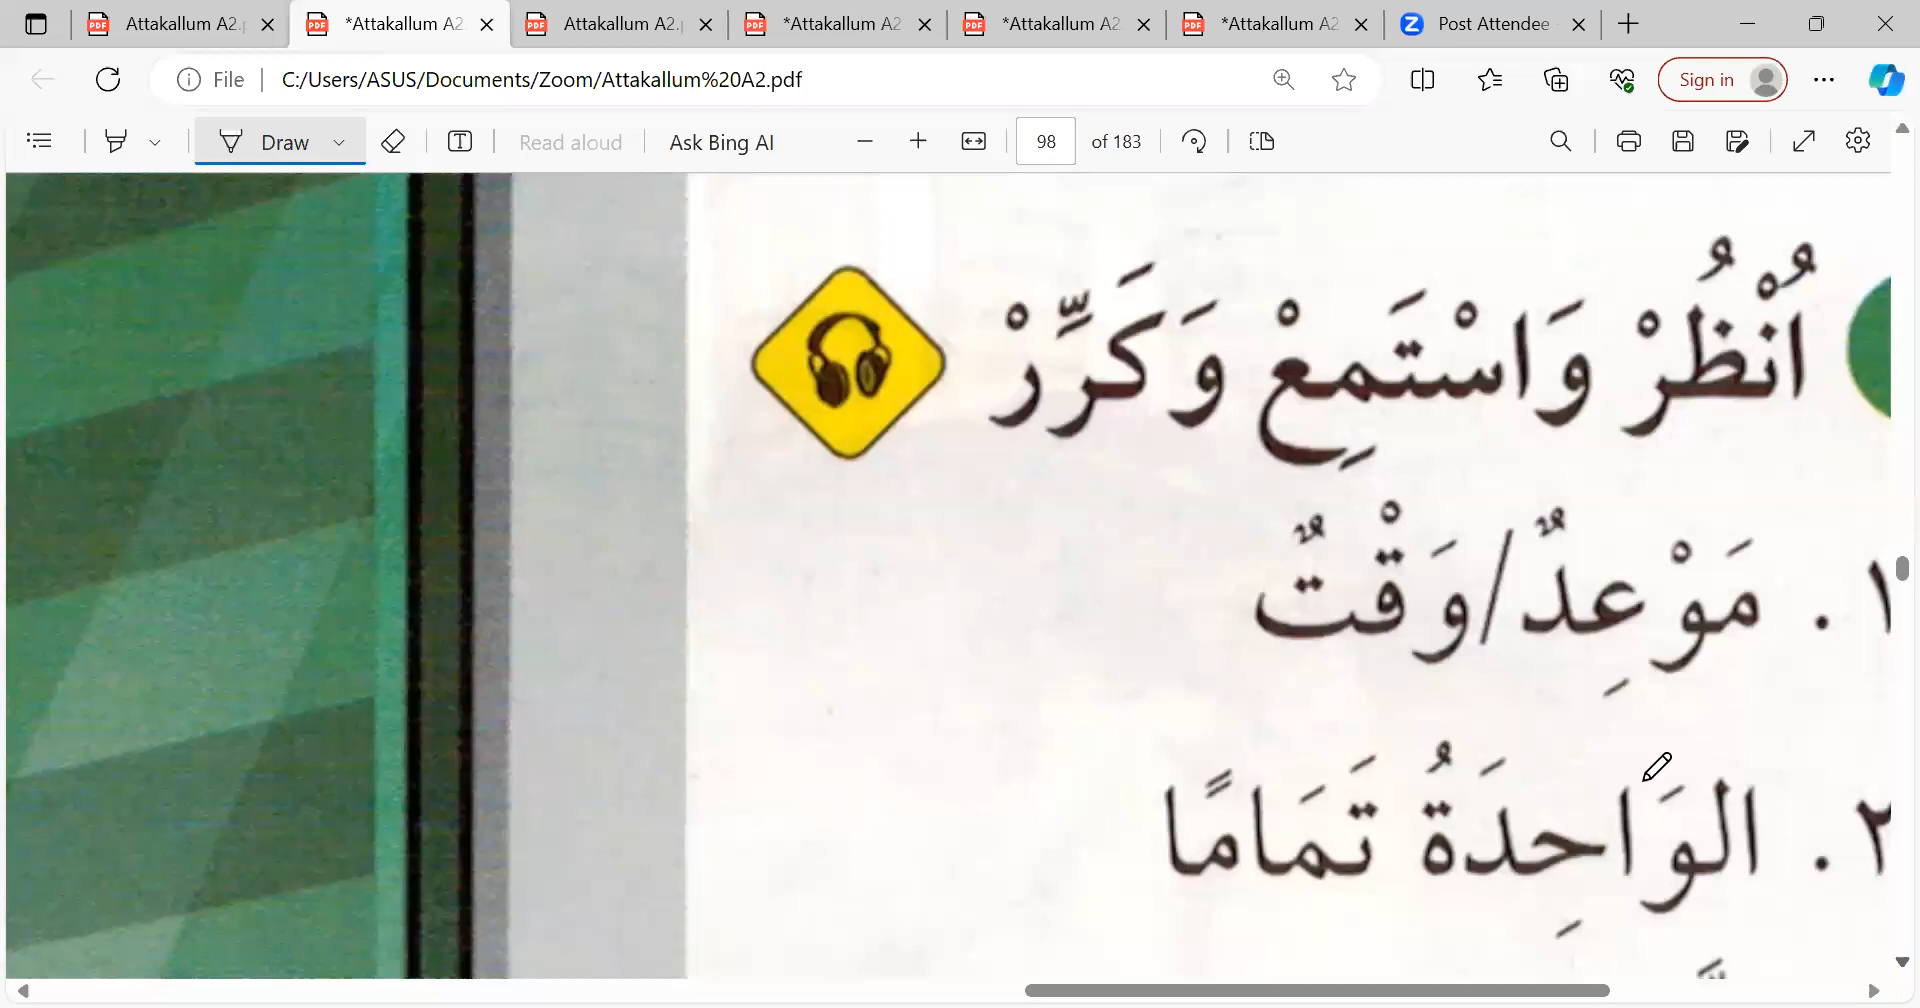 Attakallum A2.p
*Attakallum A2.
Attakallum A2.p
*Attakallum A2
*Attakallum A2.
*Attakallum A2
Post Attendee
File
C:/Users/ASUS/Documents/Zoom/Attakallum%20A2.pdf
Sign in
Draw
Read aloud
Ask Bing AI
98
of 183
اُنْظُرْ وَاسْتَمِعْ وَكَرِّرْ
١. مَوْعِدٌ/وَقْتٌ
٢. الوَاحِدَةُ تَمَامًا